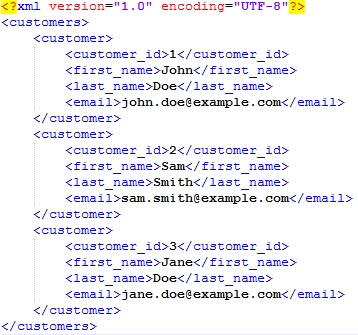 <?xml version="1.0" encoding="UTF-8"?>
<customers>
    <customer>
        <customer_id>1</customer_id>
        <first_name>John</first_name>
        <last_name>Doe</last_name>
        <email>john.doe@example.com</email>
    </customer>
    <customer>
        <customer_id>2</customer_id>
        <first_name>Sam</first_name>
        <last_name>Smith</last_name>
        <email>sam.smith@example.com</email>
    </customer>
    <customer>
        <customer_id>3</customer_id>
        <first_name>Jane</first_name>
        <last_name>Doe</last_name>
        <email>jane.doe@example.com</email>
    </customer>
</customers>